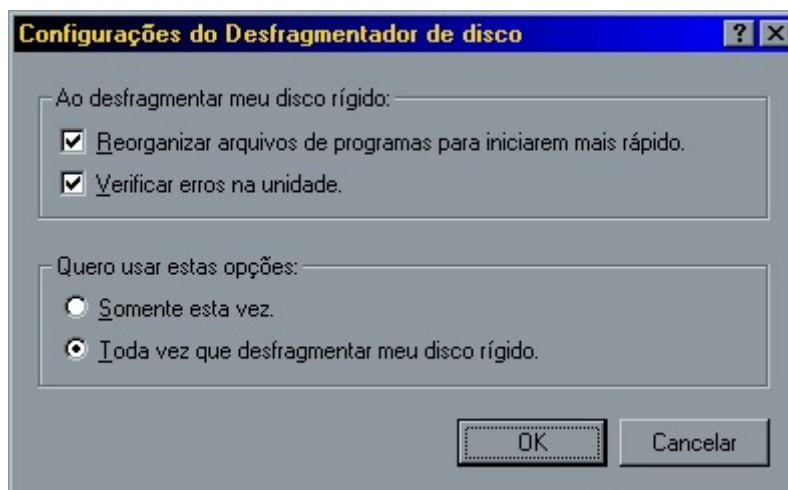 Configurações do Desfragmentador de disco
Ao desfragmentar meu disco rígido:
Reorganizar arquivos de programas para iniciarem mais rápido.
Verificar erros na unidade.
Quero usar estas opções:
Somente esta vez.
Toda vez que desfragmentar meu disco rígido.
OK Cancelar